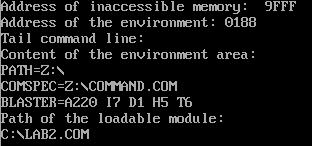 Address of inaccessible memory:  9FFF
Address of the environment: 0188
Tail command line:
Content of the environment area:
PATH=Z:\
COMSPEC=Z:\COMMAND.COM
BLASTER=A220 I7 D1 H5 T6
Path of the loadable module:
C:\LAB2.COM